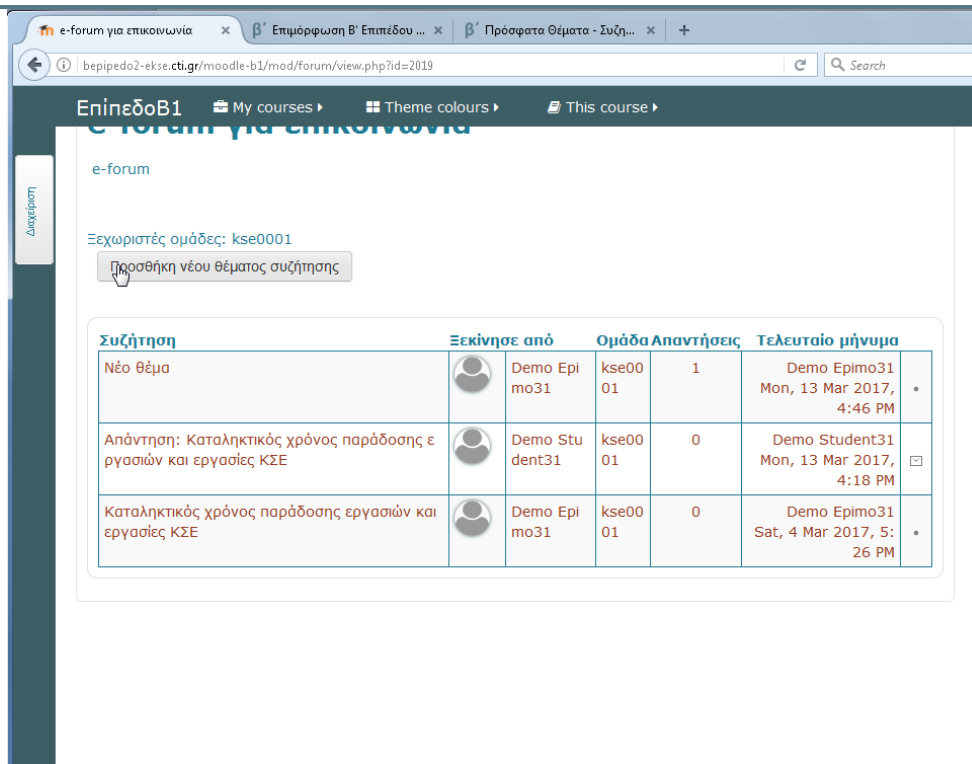 e-forum για επικοινωνία
β΄ Επιμόρφωση Β' Επιπέδου ...
β΄ Πρόσφατα Θέματα - Συζη...
bepipedo2-ekse.cti.gr/moodle-b1/mod/forum/view.php?id=2019
Search
ΕπίπεδοB1
My courses
Theme colours
This course
e-forum για επικοινωνία
Διαχείριση
e-forum
Ξεχωριστές ομάδες: kse0001
Προσθήκη νέου θέματος συζήτησης
Συζήτηση Ξεκίνησε από Ομάδα Απαντήσεις Τελευταίο μήνυμα
Νέο θέμα Demo Epi kse00 1 Demo Epimo31
mo31 01 Mon, 13 Mar 2017,
4:46 PM
Απάντηση: Καταληκτικός χρόνος παράδοσης ε Demo Stu kse00 0 Demo Student31
ργασιών και εργασίες ΚΣΕ dent31 01 Mon, 13 Mar 2017,
4:18 PM
Καταληκτικός χρόνος παράδοσης εργασιών και Demo Epi kse00 0 Demo Epimo31
εργασίες ΚΣΕ mo31 01 Sat, 4 Mar 2017, 5:
26 PM